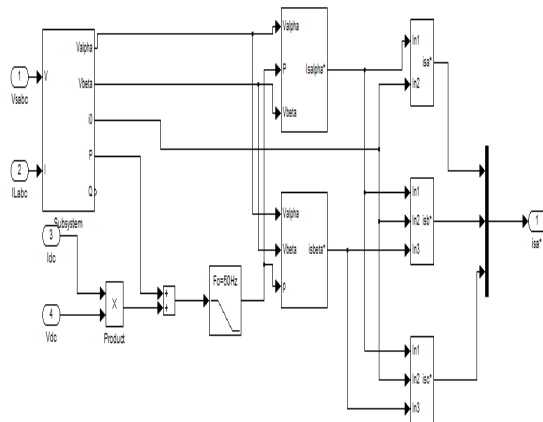 1
Vsabc
2
ILabc
V
I
Valpha
Vbeta
i0
P
Q
Subsystem
3
Idc
4
Vdc
X
Product
+
+
Fo=50Hz
Valpha
P
Vbeta
Isalpha*
Valpha
Vbeta
p
isbeta*
In1
In2
isa*
In1
In2
In3
isb*
In1
In2
In3
isc*
1
isa*